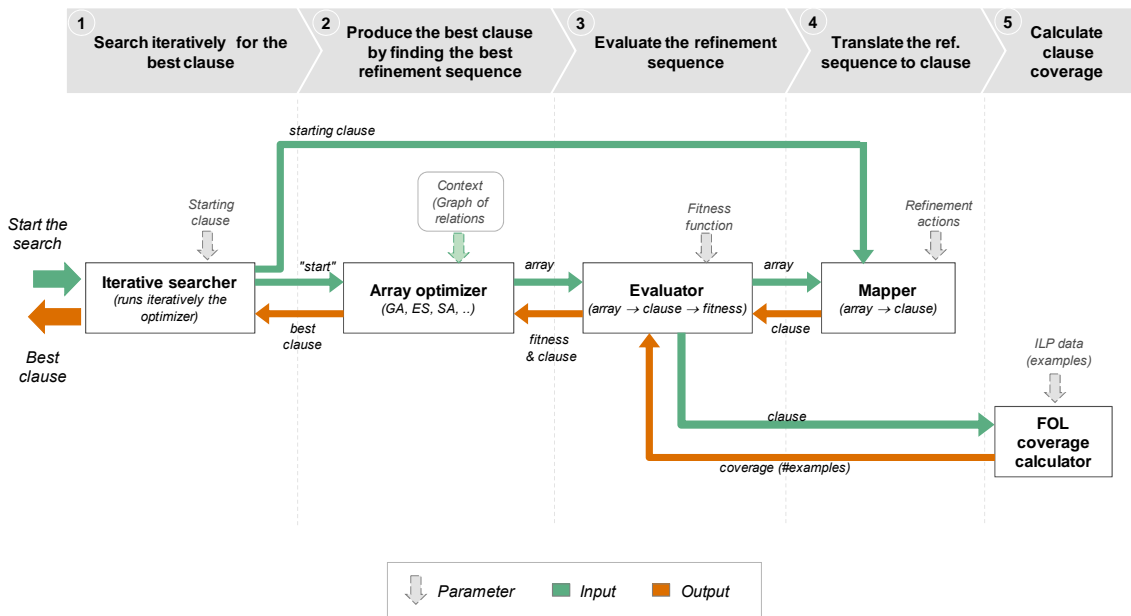 1
Search iteratively for the
best clause
2
Produce the best clause
by finding the best
refinement sequence
3
Evaluate the refinement
sequence
4
Translate the ref.
sequence to clause
5
Calculate
clause
coverage
starting clause
Start the
search
Starting
clause
Context
(Graph of
relations
Fitness
function
Refinement
actions
Iterative searcher
(runs iteratively the
optimizer)
"start"
best
clause
Array optimizer
(GA, ES, SA, ..)
array
fitness
& clause
Evaluator
(array → clause → fitness)
array
clause
Mapper
(array → clause)
Best
clause
ILP data
(examples)
clause
coverage (#examples)
FOL
coverage
calculator
Parameter
Input
Output